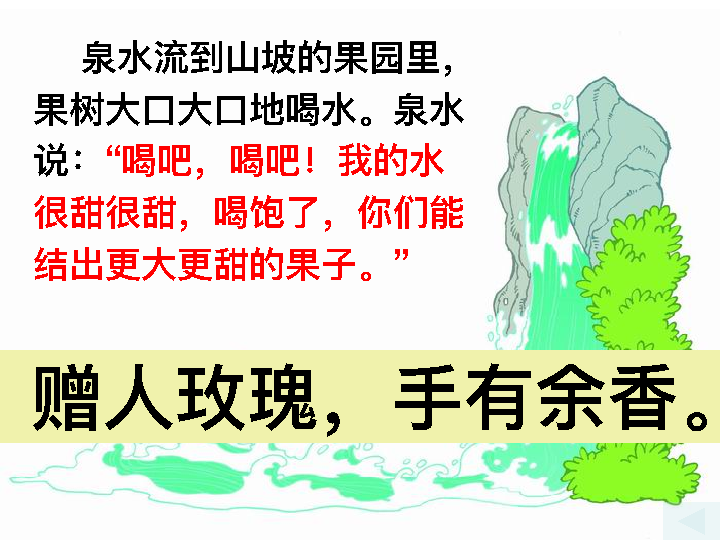 泉水流到山坡的果园里，
果树大口大口地喝水。泉水
说：“喝吧，喝吧！我的水
很甜很甜，喝饱了，你们能
结出更大更甜的果子。”
赠人玫瑰，手有余香。